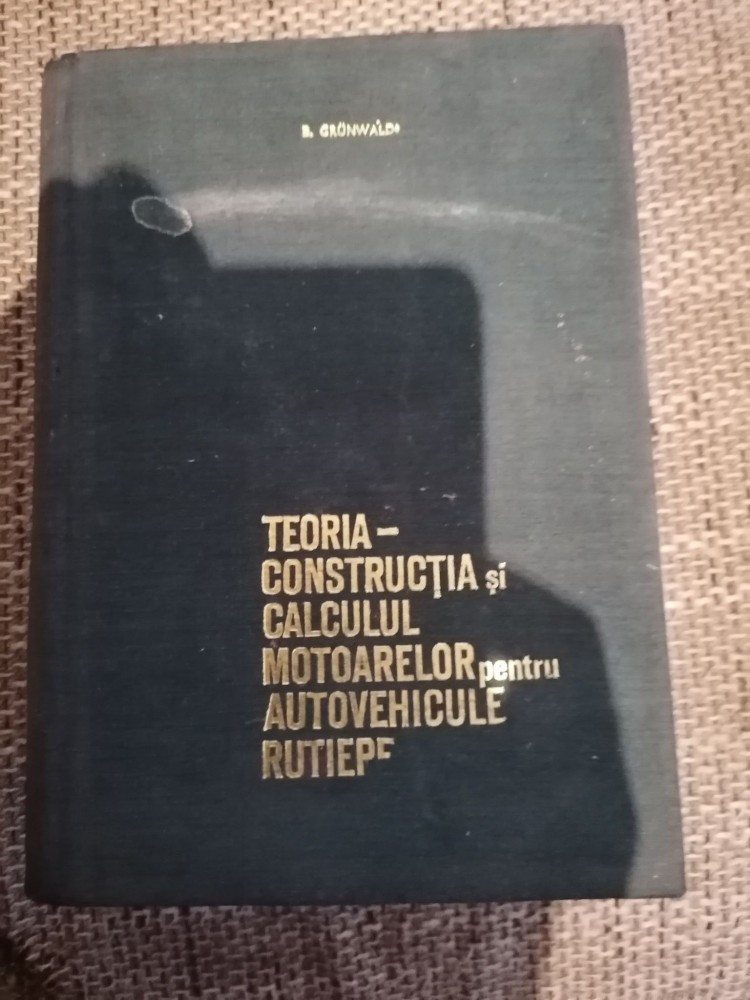 B. GRÜNWALD
TEORIA –
CONSTRUCȚIA și
CALCULUL
MOTOARELOR pentru
AUTOVEHICULE
RUTIERE